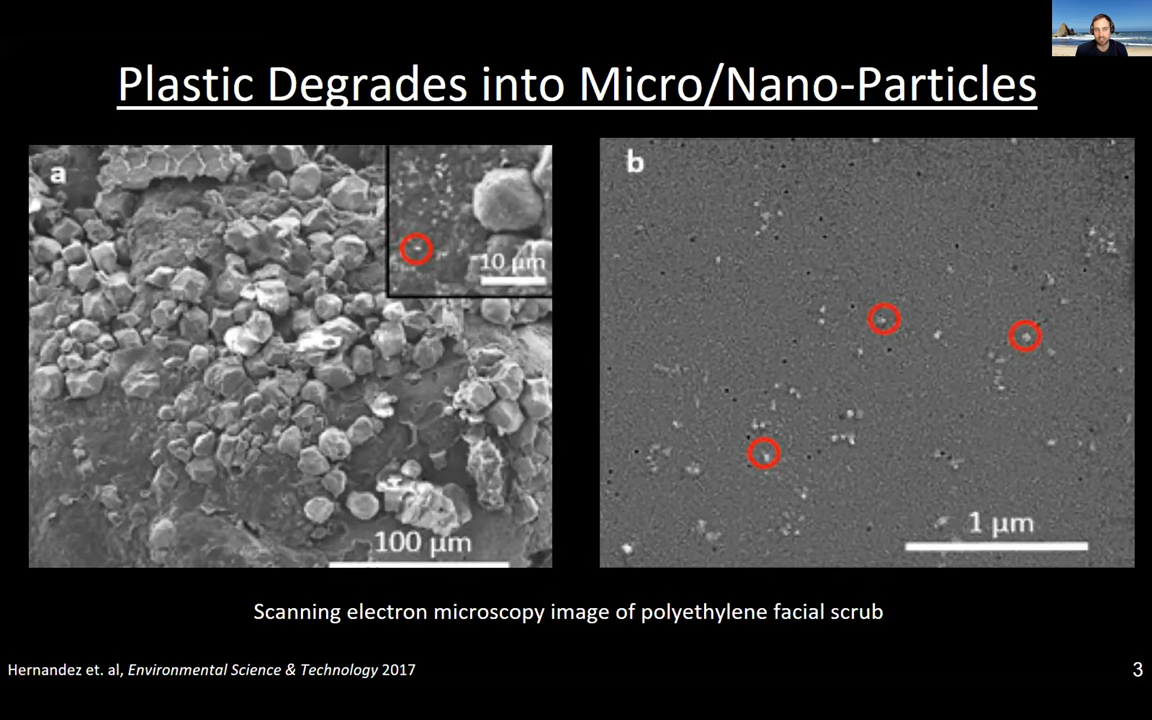 Plastic Degrades into Micro/Nano-Particles
a
10 μm
100 μm
b
1 μm
Scanning electron microscopy image of polyethylene facial scrub
Hernandez et. al, Environmental Science & Technology 2017
3